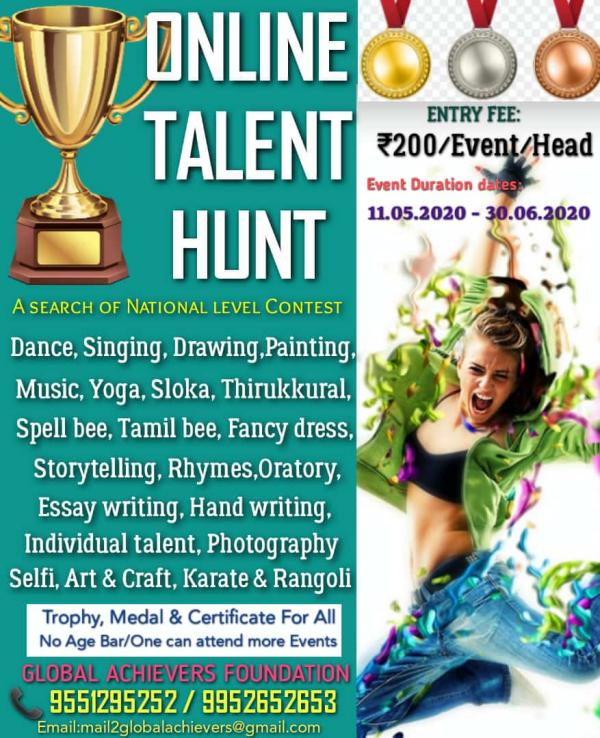 ONLINE
TALENT
HUNT
A SEARCH OF NATIONAL LEVEL CONTEST
Dance, Singing, Drawing,Painting,
Music, Yoga, Sloka, Thirukkural,
Spell bee, Tamil bee, Fancy dress,
Storytelling, Rhymes,Oratory,
Essay writing, Hand writing,
Individual talent, Photography
Selfi, Art & Craft, Karate & Rangoli
Trophy, Medal & Certificate For All
No Age Bar/One can attend more Events
GLOBAL ACHIEVERS FOUNDATION
9551295252 / 9952652653
Email:mail2globalachievers@gmail.com
ENTRY FEE:
₹200/Event/Head
Event Duration dates:
11.05.2020 - 30.06.2020